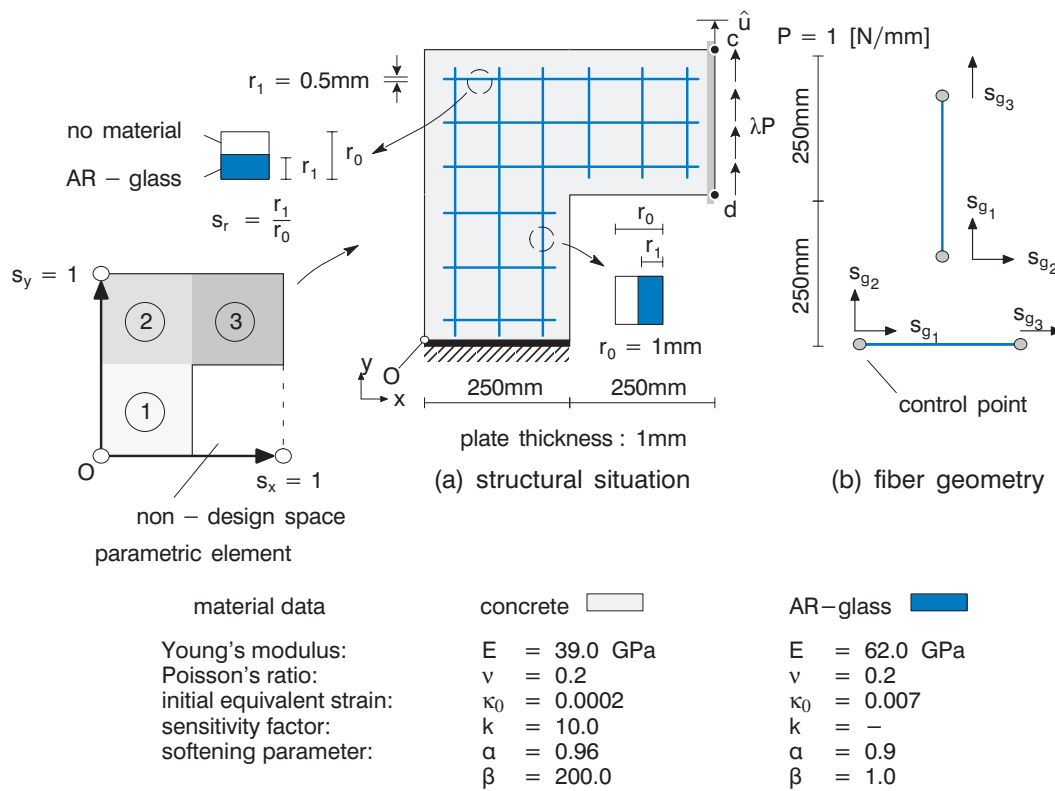 û
P = 1 [N/mm]
c
r₁ = 0.5mm
s_g₃
no material
r₁
r₀
λP
250mm
AR – glass
d
r₀
s_g₁
s_r = r₁/r₀
r₁
s_g₂
s_y = 1
s_g₂
250mm
2
3
r₀ = 1mm
s_g₁
s_g₃
O
y
x
1
250mm
250mm
control point
O
plate thickness : 1mm
s_x = 1
(a) structural situation
(b) fiber geometry
non – design space
parametric element
material data
concrete
AR–glass
Young's modulus: E = 39.0 GPa E = 62.0 GPa
Poisson's ratio: ν = 0.2 ν = 0.2
initial equivalent strain: κ₀ = 0.0002 κ₀ = 0.007
sensitivity factor: k = 10.0 k = –
softening parameter: α = 0.96 α = 0.9
β = 200.0 β = 1.0